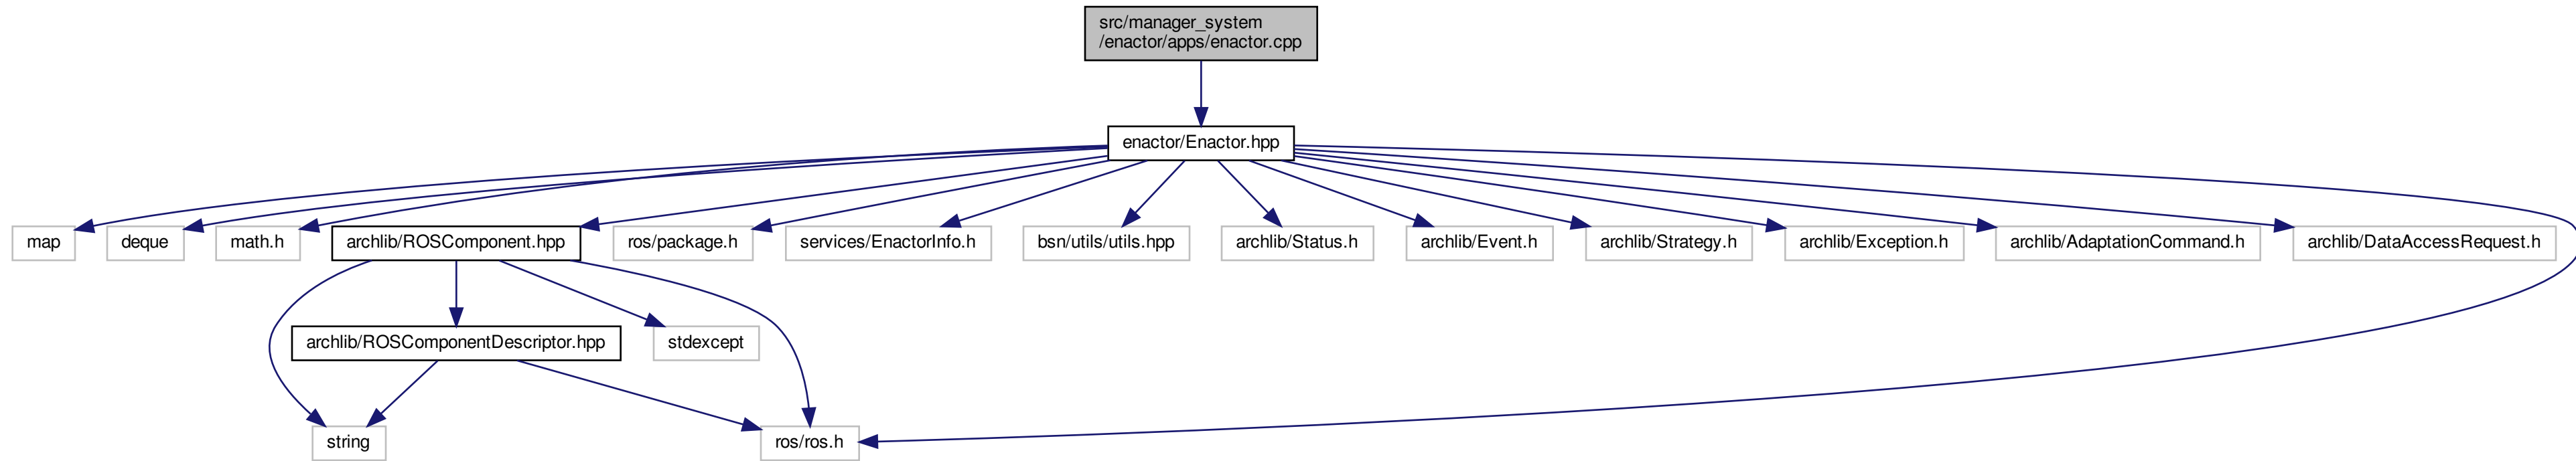 src/manager_system
/enactor/apps/enactor.cpp
enactor/Enactor.hpp
map
deque
math.h
archlib/ROSComponent.hpp
ros/package.h
services/EnactorInfo.h
bsn/utils/utils.hpp
archlib/Status.h
archlib/Event.h
archlib/Strategy.h
archlib/Exception.h
archlib/AdaptationCommand.h
archlib/DataAccessRequest.h
archlib/ROSComponentDescriptor.hpp
stdexcept
string
ros/ros.h